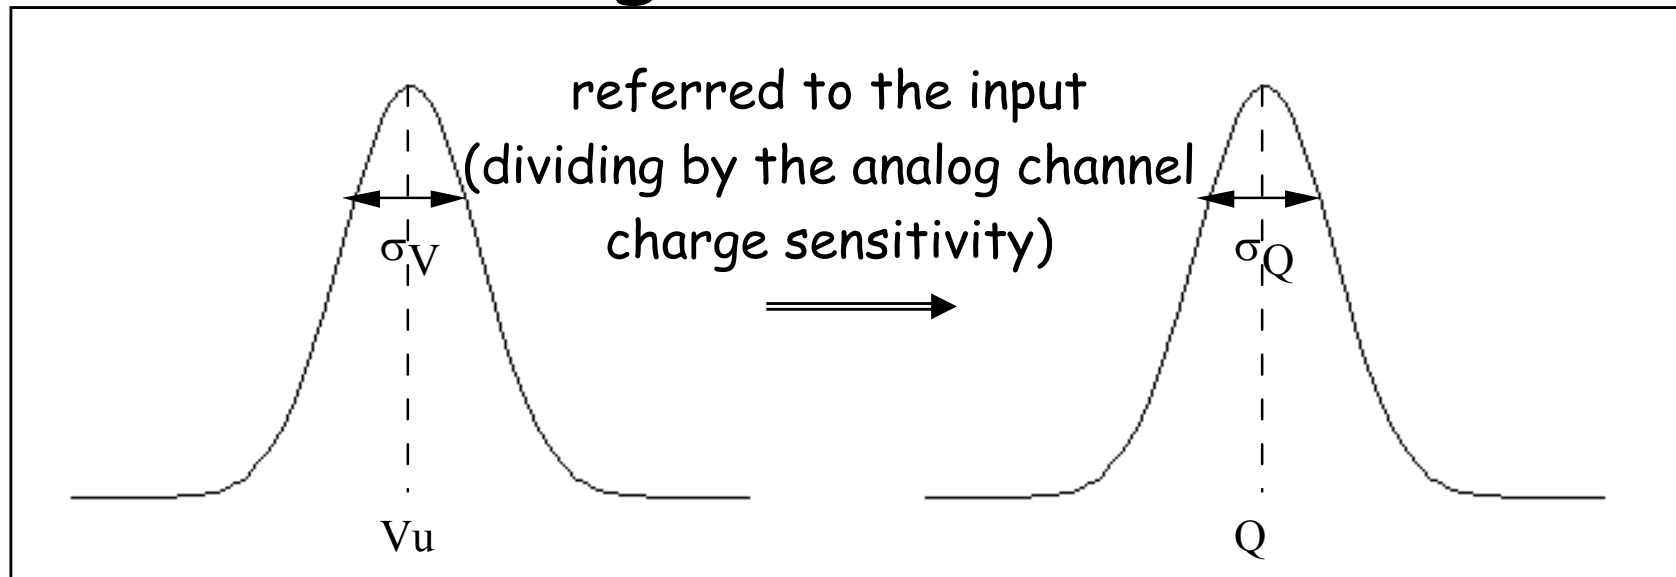 referred to the input
(dividing by the analog channel
charge sensitivity)
σV
σQ
Vu
Q